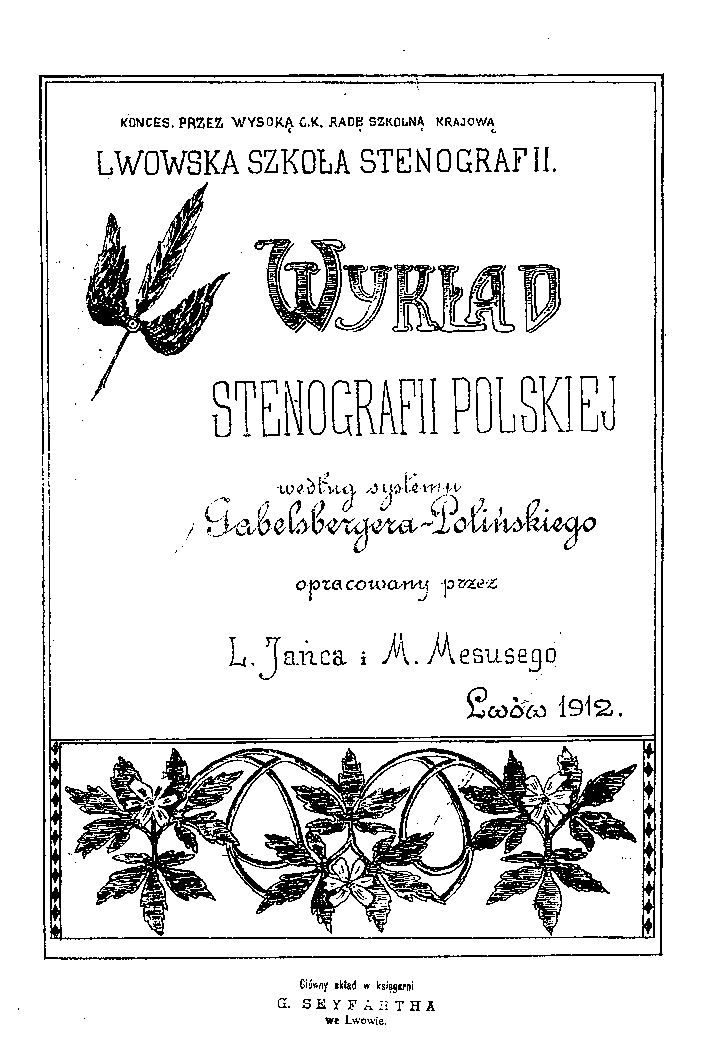 KONCES. PRZEZ WYSOKĄ C.K. RADĘ SZKOLNĄ KRAJOWĄ
LWOWSKA SZKOŁA STENOGRAFII.
WYKŁAD
STENOGRAFII POLSKIEJ
według systemu
Gabelsbergera-Polińskiego
opracowany przez
L. Jańca i M. Mesusego
Lwów 1912.
Główny skład w księgarni
G. SEYFARTHA
we Lwowie.